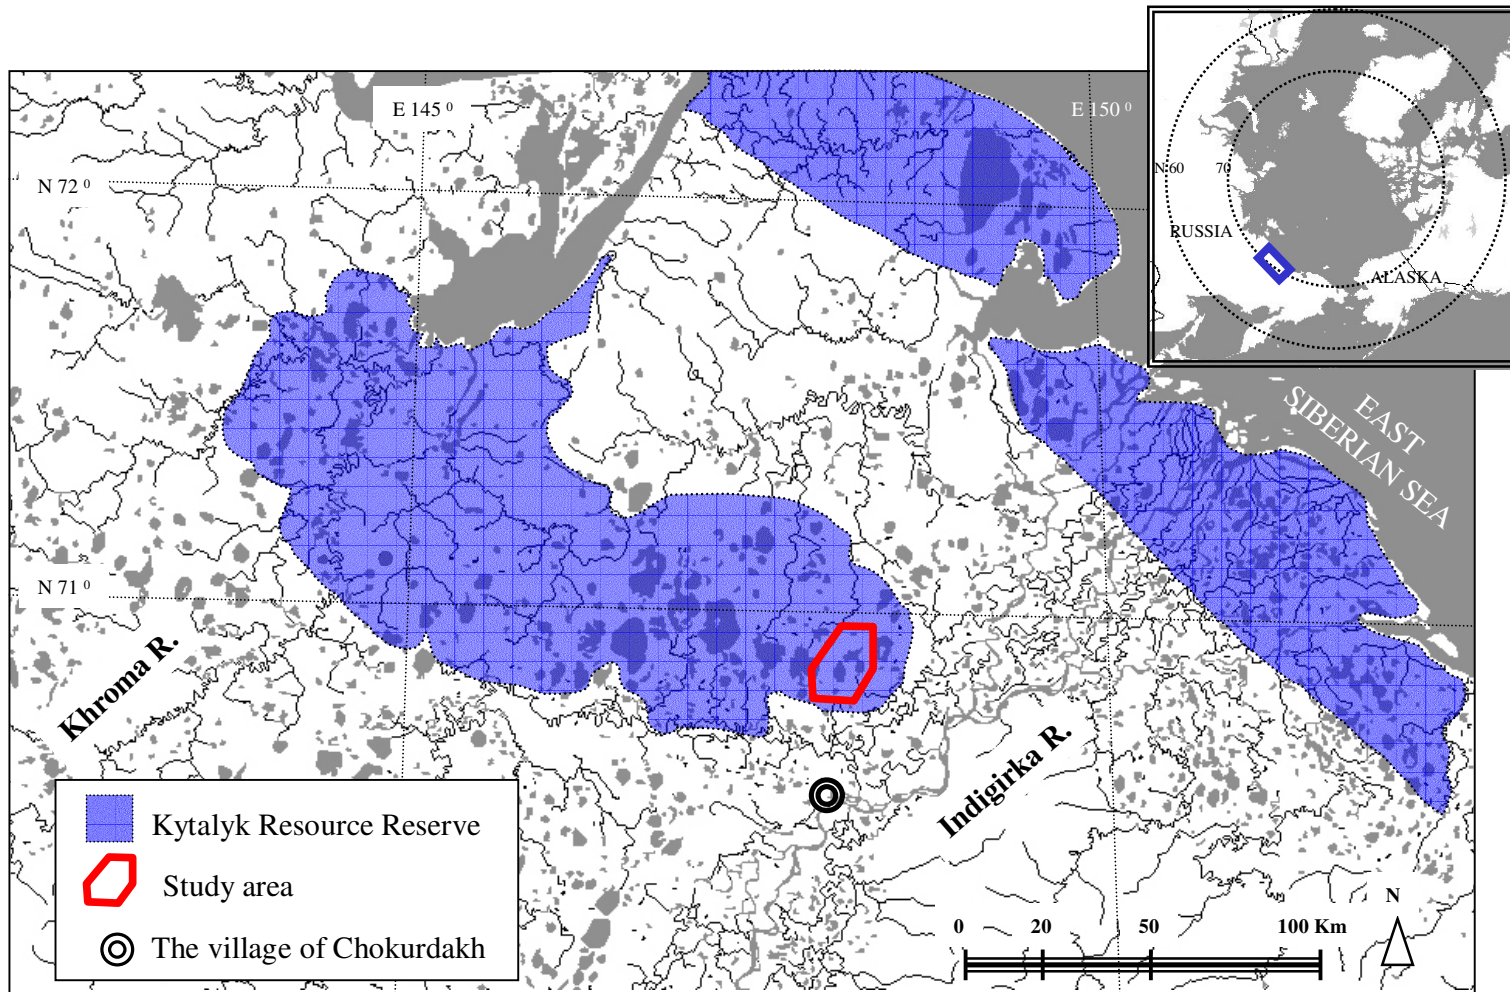 E 145 0
E 150 0
N 72 0
N 60
70
RUSSIA
ALASKA
EAST
SIBERIAN SEA
N 71 0
Khroma R.
Indigirka R.
Kytalyk Resource Reserve
Study area
The village of Chokurdakh
N
0 20 50 100 Km